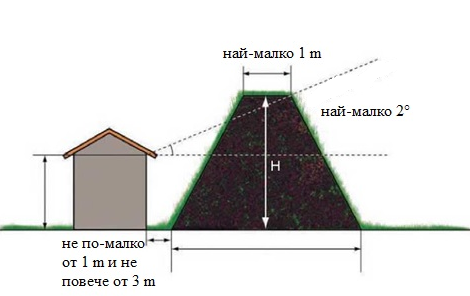 най-малко 1 m
най-малко 2°
H
не по-малко
от 1 m и не
повече от 3 m